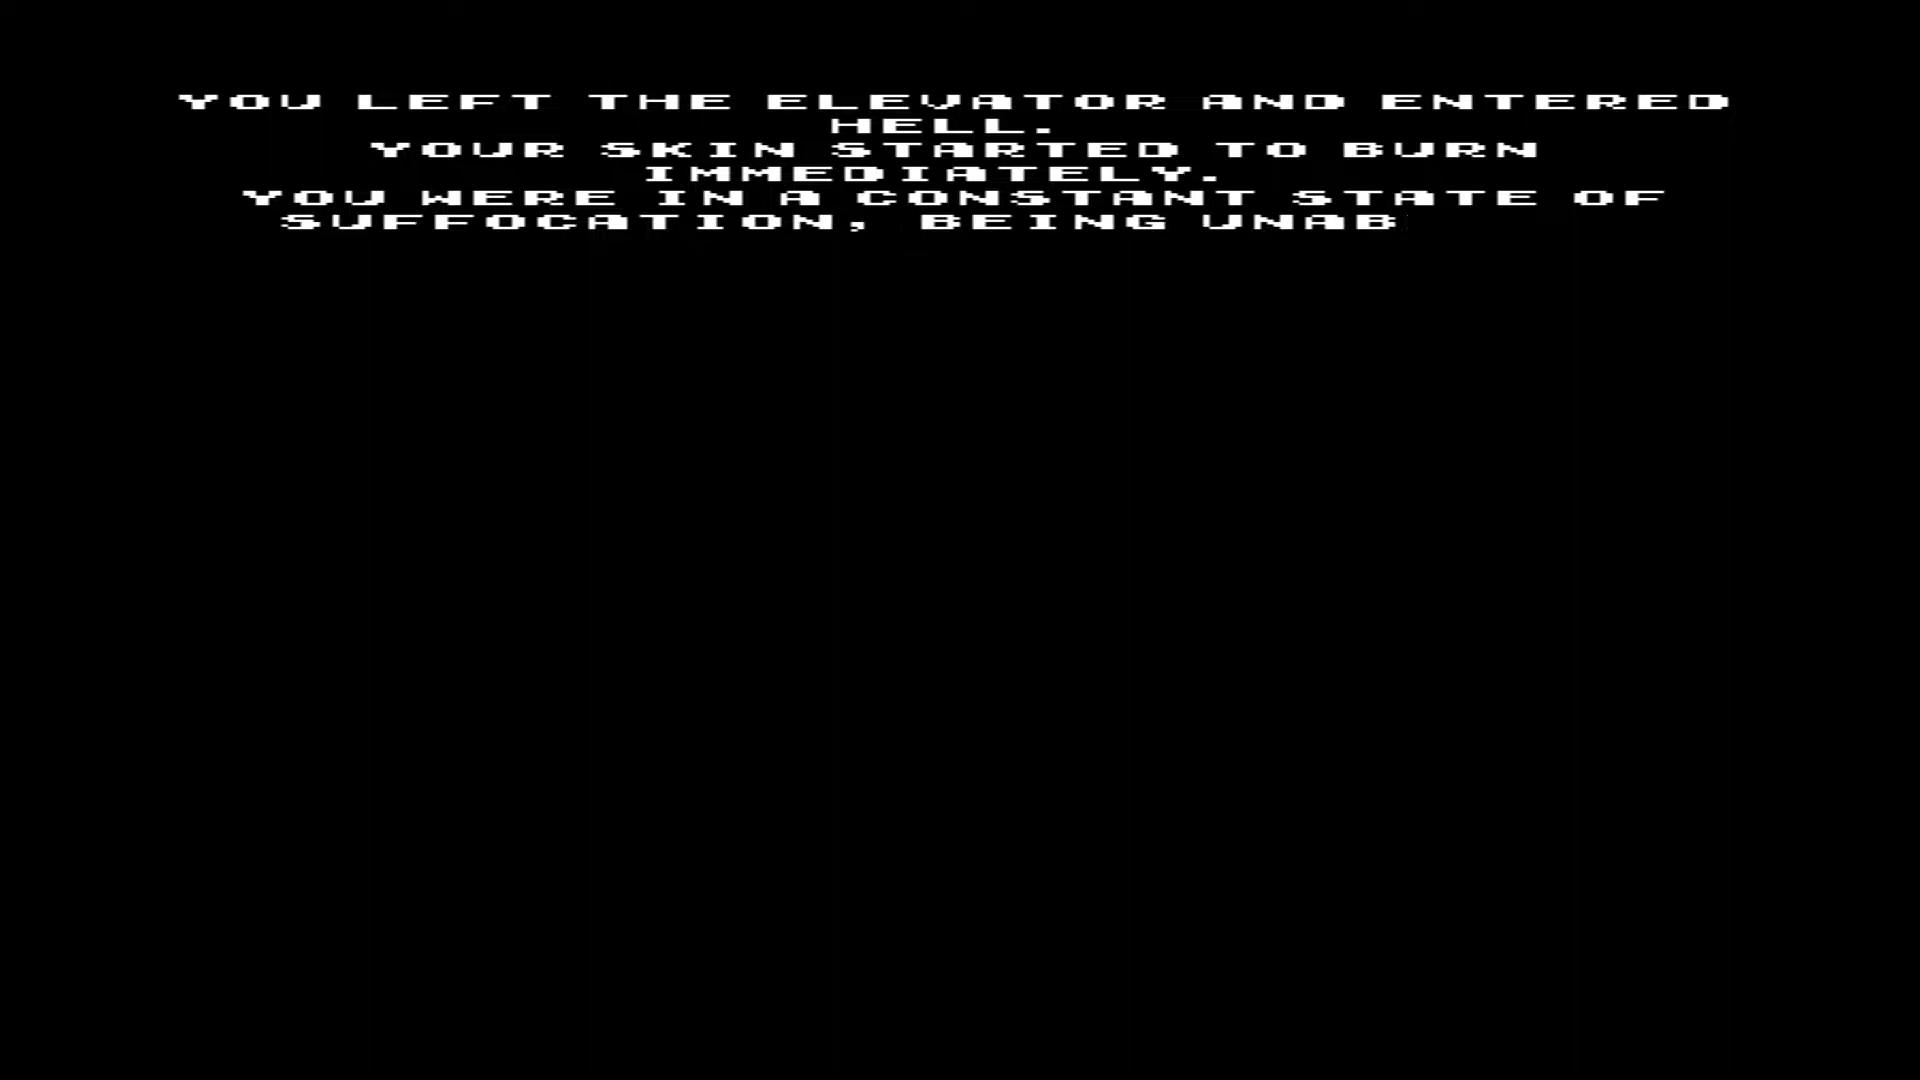 YOU LEFT THE ELEVATOR AND ENTERED
HELL.
YOUR SKIN STARTED TO BURN
IMMEDIATELY.
YOU WERE IN A CONSTANT STATE OF
SUFFOCATION, BEING UNAB